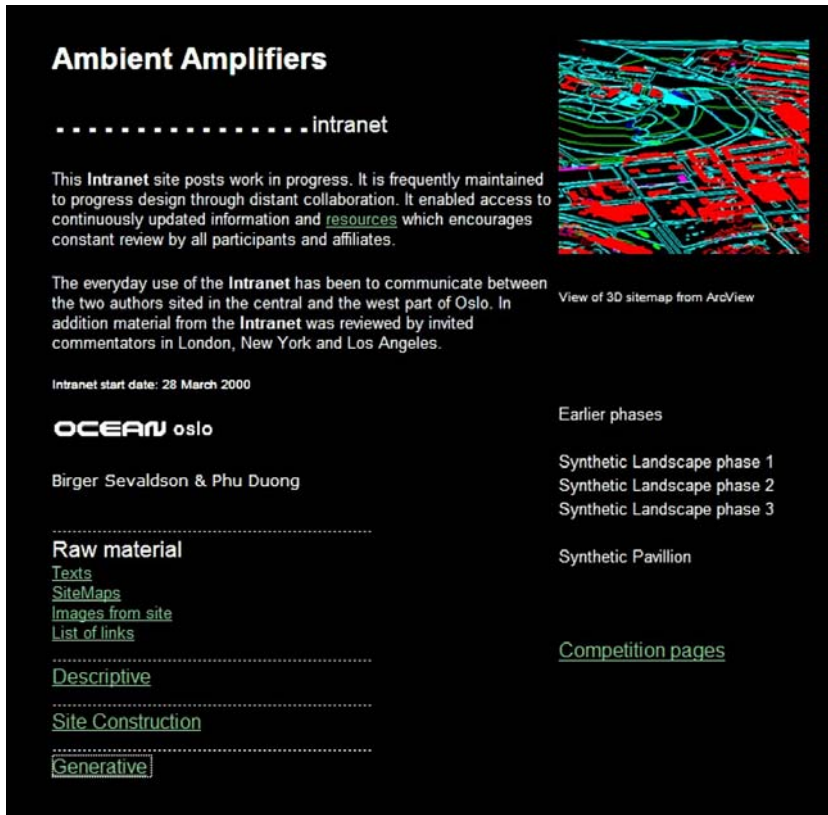 Ambient Amplifiers
................intranet
This Intranet site posts work in progress. It is frequently maintained
to progress design through distant collaboration. It enabled access to
continuously updated information and resources which encourages
constant review by all participants and affiliates.
The everyday use of the Intranet has been to communicate between
the two authors sited in the central and the west part of Oslo. In
addition material from the Intranet was reviewed by invited
commentators in London, New York and Los Angeles.
Intranet start date: 28 March 2000
OCEAN oslo
Birger Sevaldson & Phu Duong
Raw material
Texts
SiteMaps
Images from site
List of links
Descriptive
Site Construction
Generative
View of 3D sitemap from ArcView
Earlier phases
Synthetic Landscape phase 1
Synthetic Landscape phase 2
Synthetic Landscape phase 3
Synthetic Pavillion
Competition pages